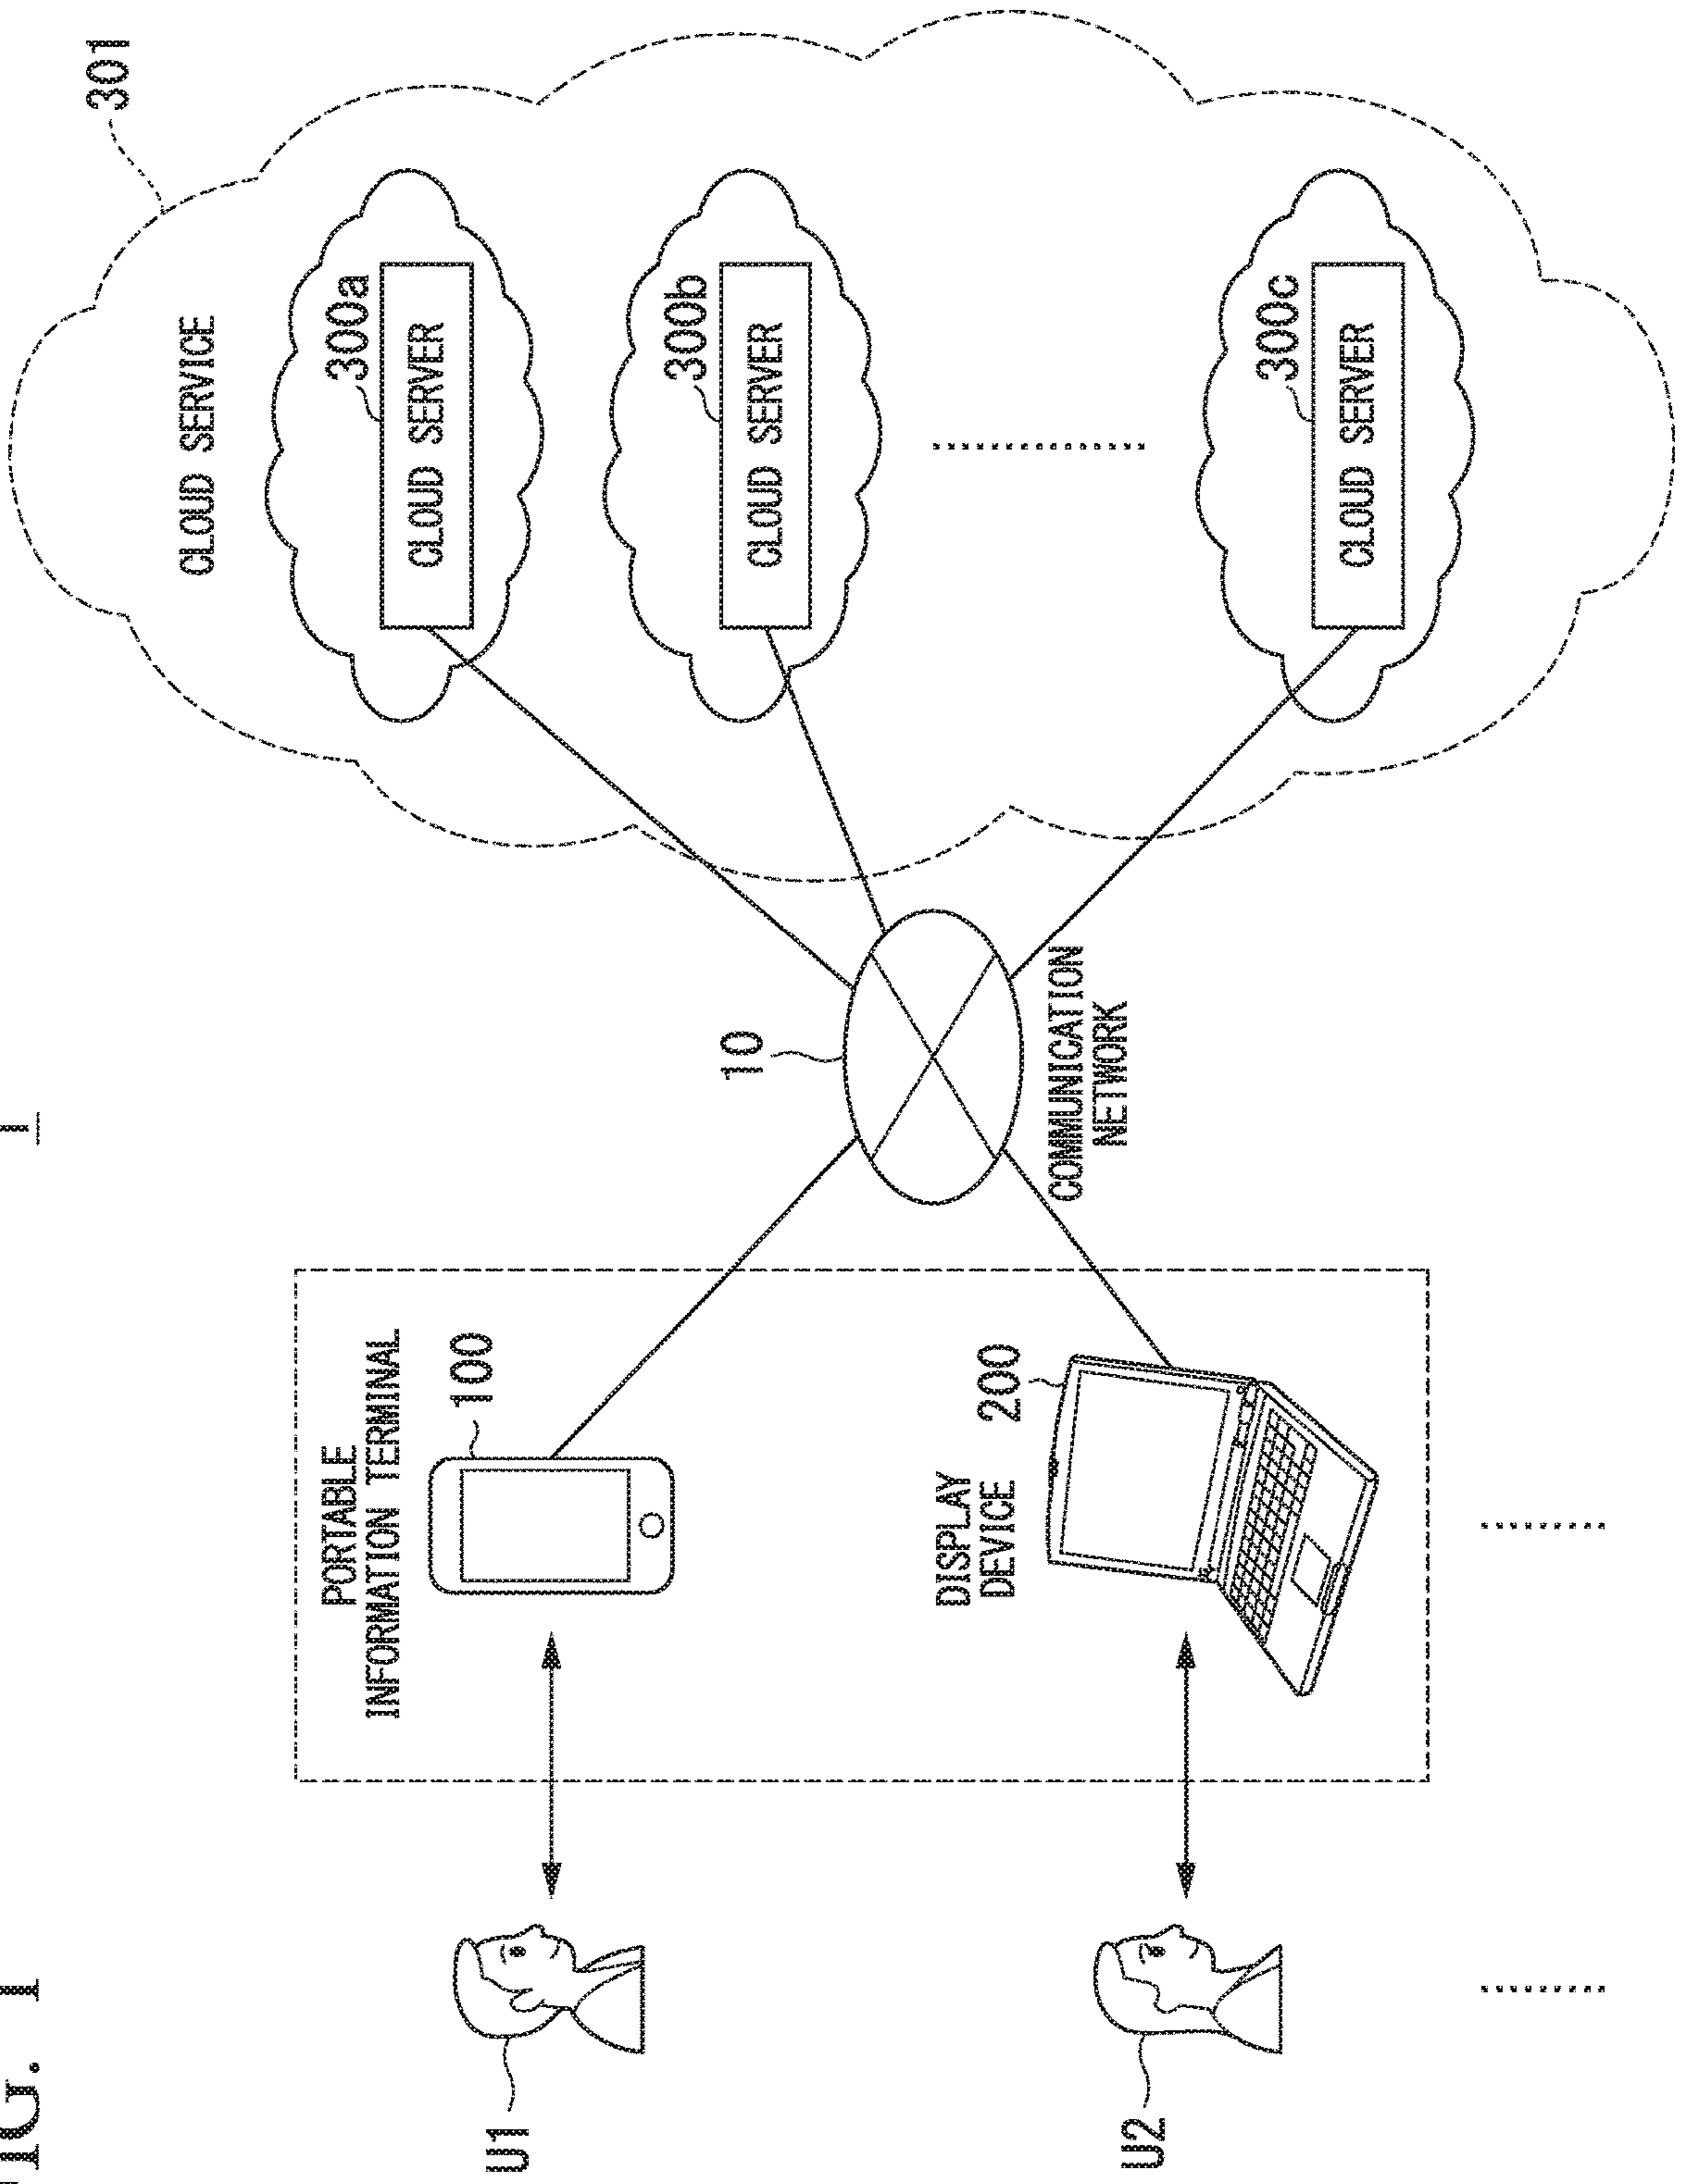 FIG. 1
1
301
CLOUD SERVICE
300a
CLOUD SERVER
300b
CLOUD SERVER
300c
CLOUD SERVER
10
COMMUNICATION
NETWORK
PORTABLE
INFORMATION TERMINAL
100
DISPLAY
DEVICE
200
U1
U2